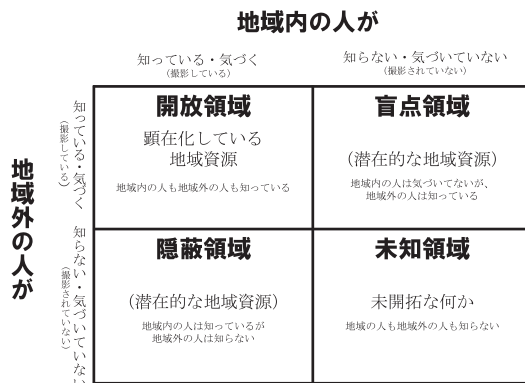 地域内の人が
知っている・気づく
（撮影している）
知らない・気づいていない
（撮影されていない）
地域外の人が
知っている・気づく
（撮影している）
知らない・気づいていない
（撮影されていない）
開放領域
顕在化している
地域資源
地域内の人も地域外の人も知っている
盲点領域
（潜在的な地域資源）
地域内の人は気づいてないが、
地域外の人は知っている
隠蔽領域
（潜在的な地域資源）
地域内の人は知っているが
地域外の人は知らない
未知領域
未開拓な何か
地域の人も地域外の人も知らない